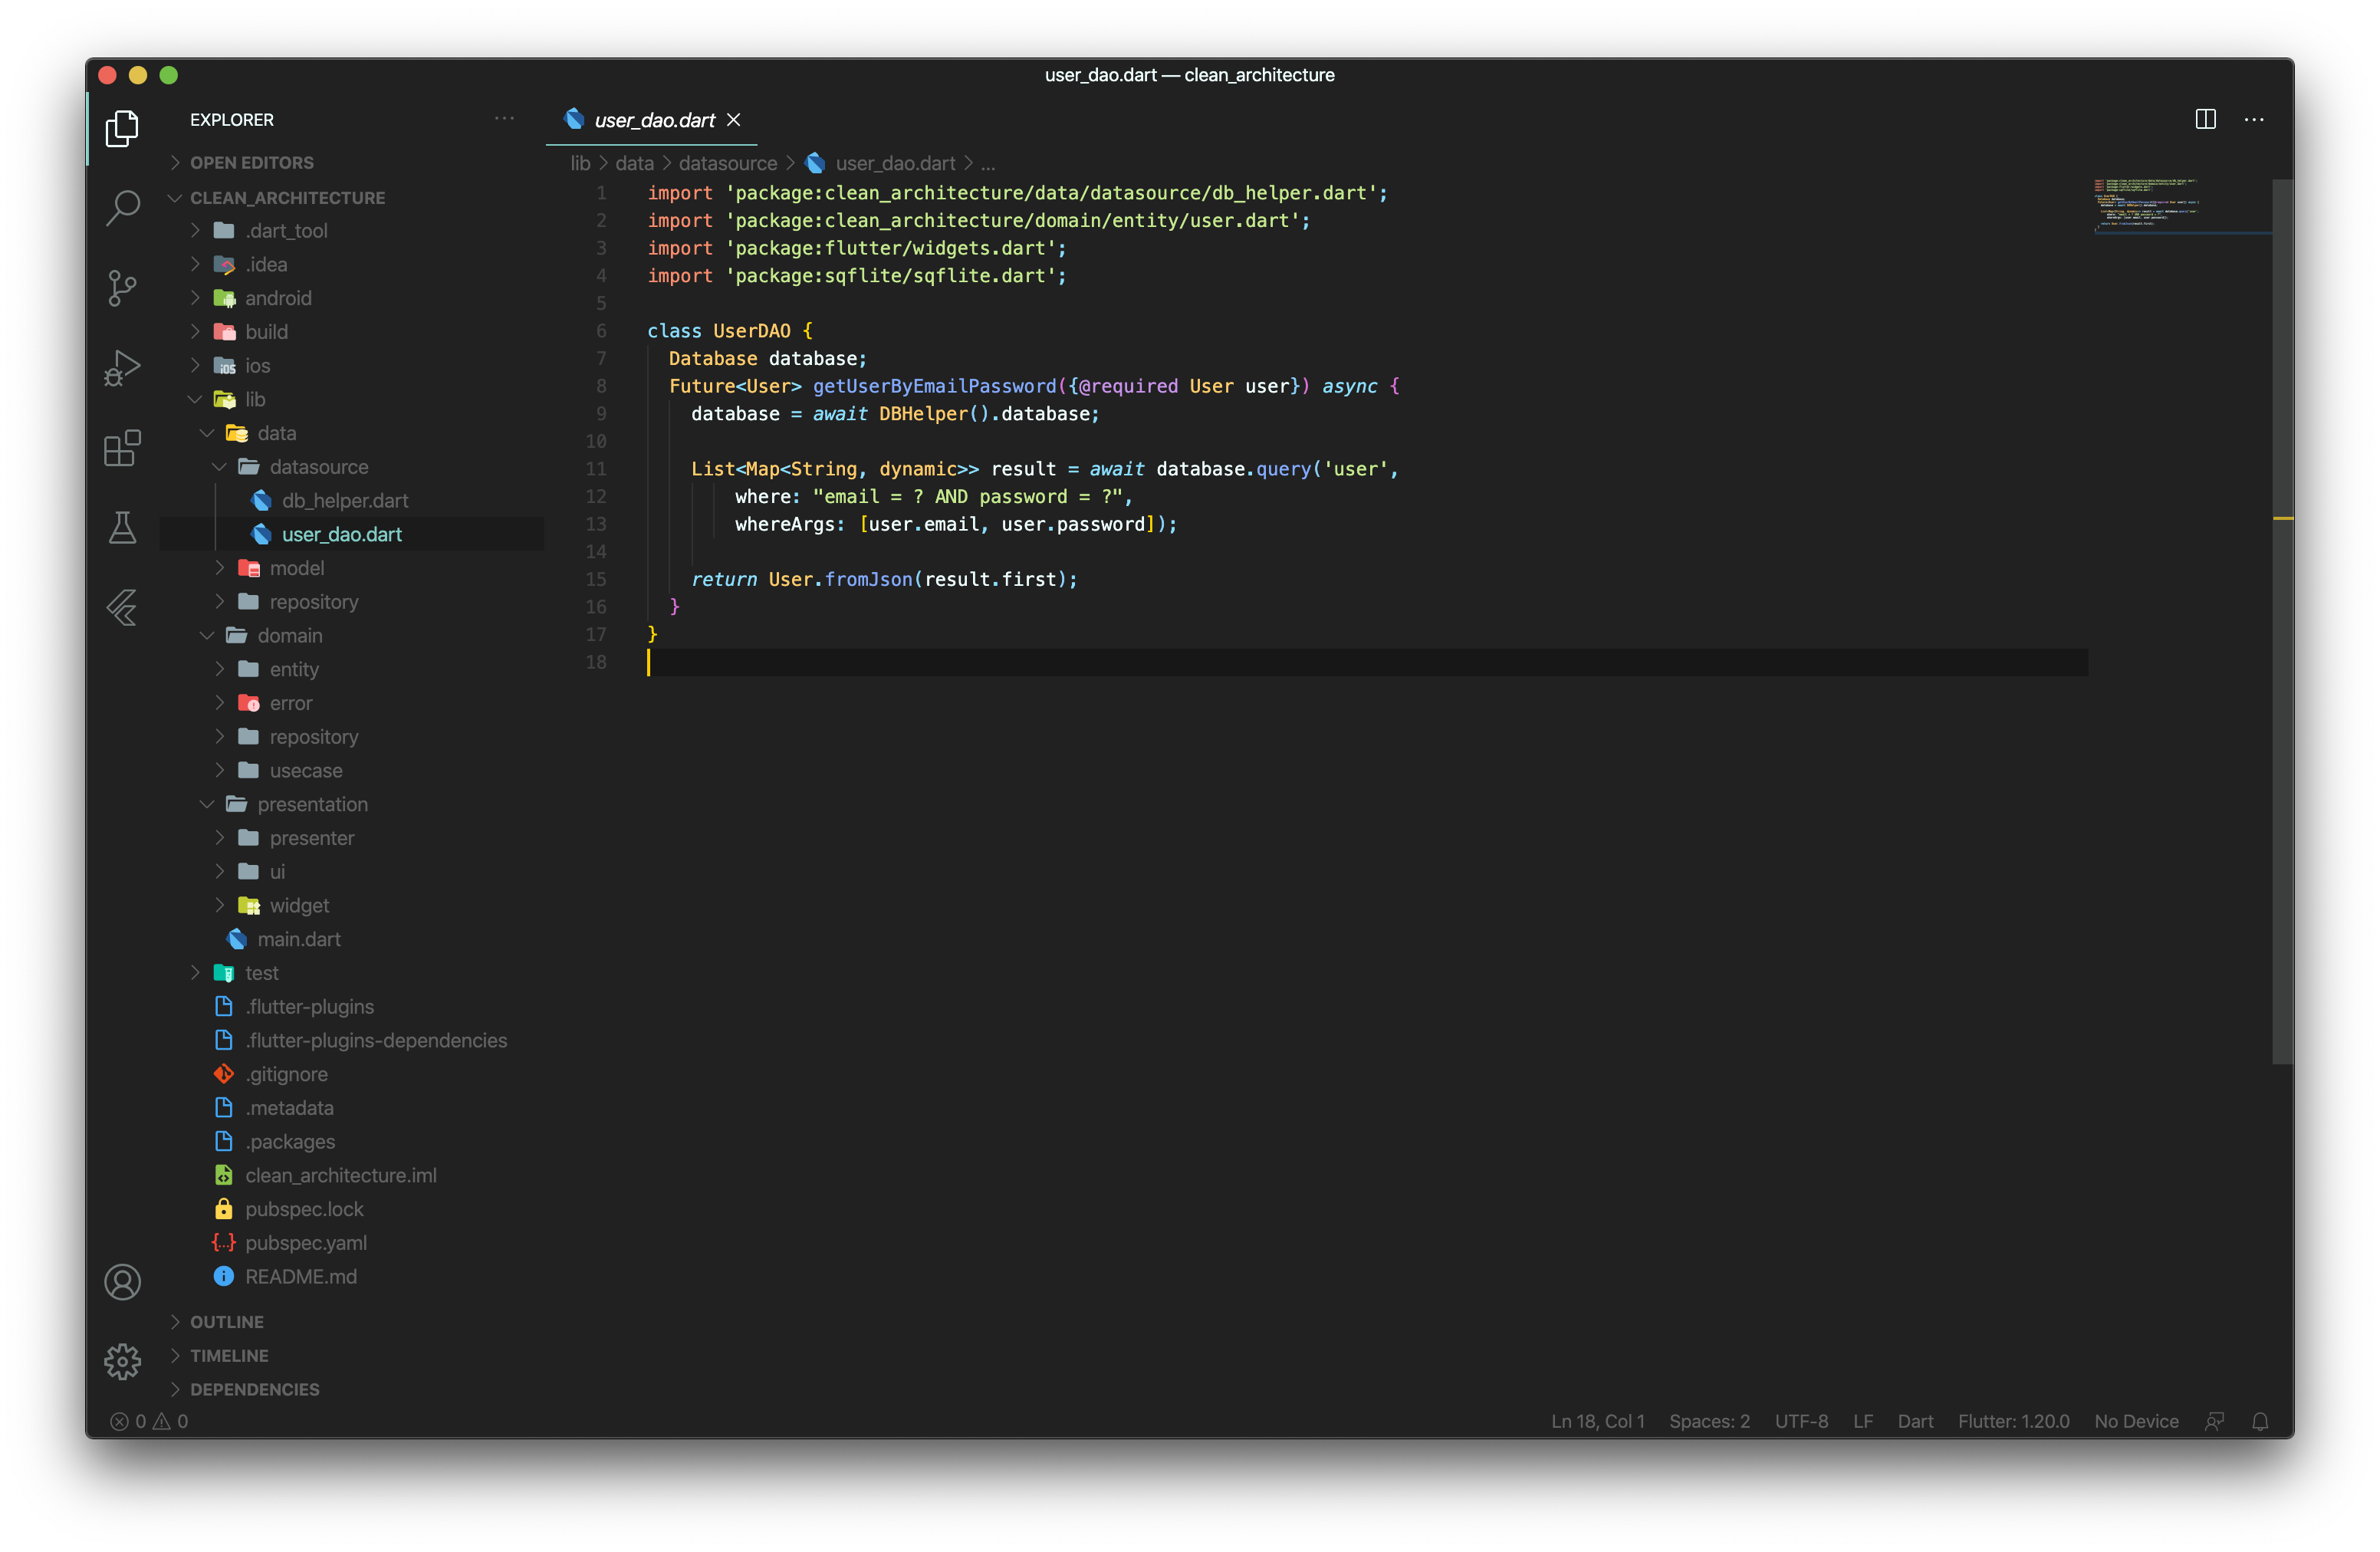 user_dao.dart — clean_architecture
EXPLORER
OPEN EDITORS
CLEAN_ARCHITECTURE
.dart_tool
.idea
android
build
ios
lib
data
datasource
db_helper.dart
user_dao.dart
model
repository
domain
entity
error
repository
usecase
presentation
presenter
ui
widget
main.dart
test
.flutter-plugins
.flutter-plugins-dependencies
.gitignore
.metadata
.packages
clean_architecture.iml
pubspec.lock
pubspec.yaml
README.md
OUTLINE
TIMELINE
DEPENDENCIES
user_dao.dart
lib > data > datasource > user_dao.dart > ...
1 import 'package:clean_architecture/data/datasource/db_helper.dart';
2 import 'package:clean_architecture/domain/entity/user.dart';
3 import 'package:flutter/widgets.dart';
4 import 'package:sqflite/sqflite.dart';
5
6 class UserDAO {
7 Database database;
8 Future<User> getUserByEmailPassword({@required User user}) async {
9 database = await DBHelper().database;
10
11 List<Map<String, dynamic>> result = await database.query('user',
12 where: "email = ? AND password = ?",
13 whereArgs: [user.email, user.password]);
14
15 return User.fromJson(result.first);
16 }
17 }
18
0 0
Ln 18, Col 1 Spaces: 2 UTF-8 LF Dart Flutter: 1.20.0 No Device